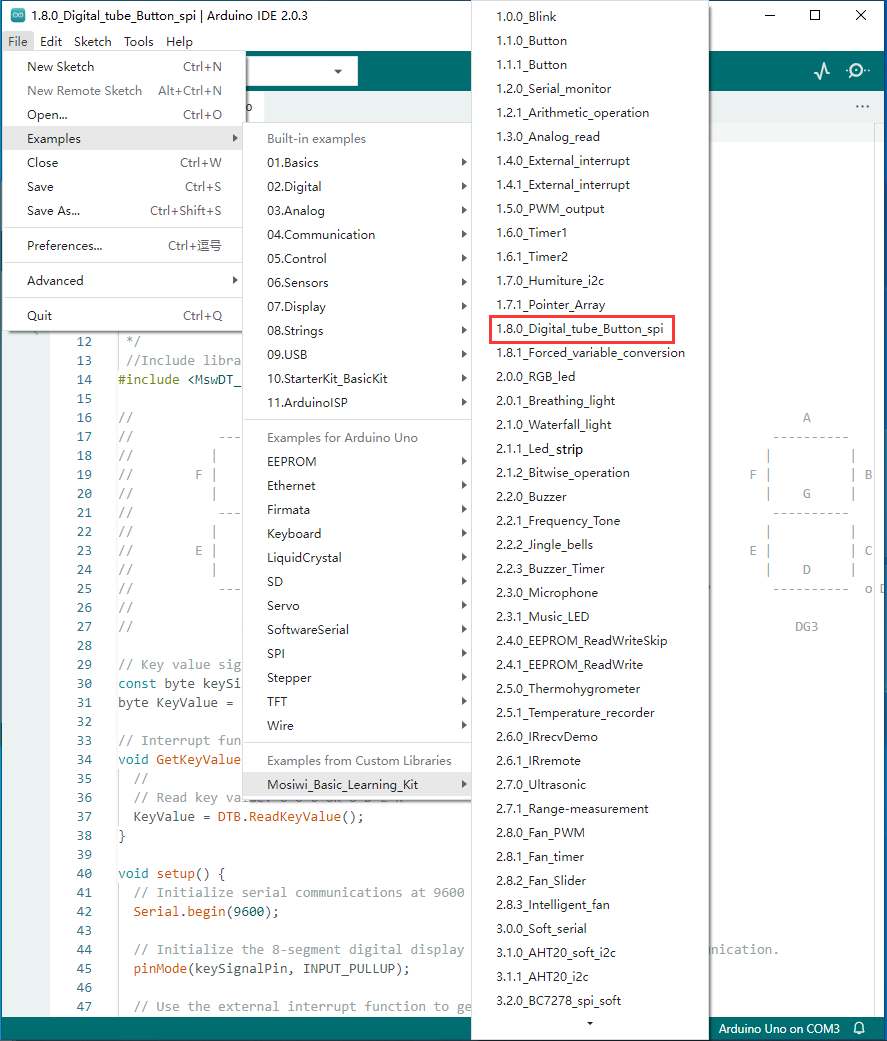 1.8.0_Digital_tube_Button_spi | Arduino IDE 2.0.3
File Edit Sketch Tools Help
New Sketch Ctrl+N
New Remote Sketch Alt+Ctrl+N
Open... Ctrl+O
Examples
Close Ctrl+W
Save Ctrl+S
Save As... Ctrl+Shift+S
Preferences... Ctrl+逗号
Advanced
Quit Ctrl+Q
Built-in examples
01.Basics
02.Digital
03.Analog
04.Communication
05.Control
06.Sensors
07.Display
08.Strings
09.USB
10.StarterKit_BasicKit
11.ArduinoISP
Examples for Arduino Uno
EEPROM
Ethernet
Firmata
Keyboard
LiquidCrystal
SD
Servo
SoftwareSerial
SPI
Stepper
TFT
Wire
Examples from Custom Libraries
Mosiwi_Basic_Learning_Kit
1.0.0_Blink
1.1.0_Button
1.1.1_Button
1.2.0_Serial_monitor
1.2.1_Arithmetic_operation
1.3.0_Analog_read
1.4.0_External_interrupt
1.4.1_External_interrupt
1.5.0_PWM_output
1.6.0_Timer1
1.6.1_Timer2
1.7.0_Humiture_i2c
1.7.1_Pointer_Array
1.8.0_Digital_tube_Button_spi
1.8.1_Forced_variable_conversion
2.0.0_RGB_led
2.0.1_Breathing_light
2.1.0_Waterfall_light
2.1.1_Led_strip
2.1.2_Bitwise_operation
2.2.0_Buzzer
2.2.1_Frequency_Tone
2.2.2_Jingle_bells
2.2.3_Buzzer_Timer
2.3.0_Microphone
2.3.1_Music_LED
2.4.0_EEPROM_ReadWriteSkip
2.4.1_EEPROM_ReadWrite
2.5.0_Thermohygrometer
2.5.1_Temperature_recorder
2.6.0_IRrecvDemo
2.6.1_IRremote
2.7.0_Ultrasonic
2.7.1_Range-measurement
2.8.0_Fan_PWM
2.8.1_Fan_timer
2.8.2_Fan_Slider
2.8.3_Intelligent_fan
3.0.0_Soft_serial
3.1.0_AHT20_soft_i2c
3.1.1_AHT20_i2c
3.2.0_BC7278_spi_soft
12 */
13 //Include libra
14 #include <MswDT_
15
16 // A
17 // --- ----------
18 // | | |
19 // F | F | | B
20 // | | G |
21 // --- ----------
22 // | | |
23 // E | E | | C
24 // | | D |
25 // --- ---------- o D
26 //
27 // DG3
28
29 // Key value sig
30 const byte keySi
31 byte KeyValue =
32
33 // Interrupt fun
34 void GetKeyValue
35 //
36 // Read key value:
37 KeyValue = DTB.ReadKeyValue();
38 }
39
40 void setup() {
41 // Initialize serial communications at 9600
42 Serial.begin(9600);
43
44 // Initialize the 8-segment digital display unication.
45 pinMode(keySignalPin, INPUT_PULLUP);
46
47 // Use the external interrupt function to ge
Arduino Uno on COM3